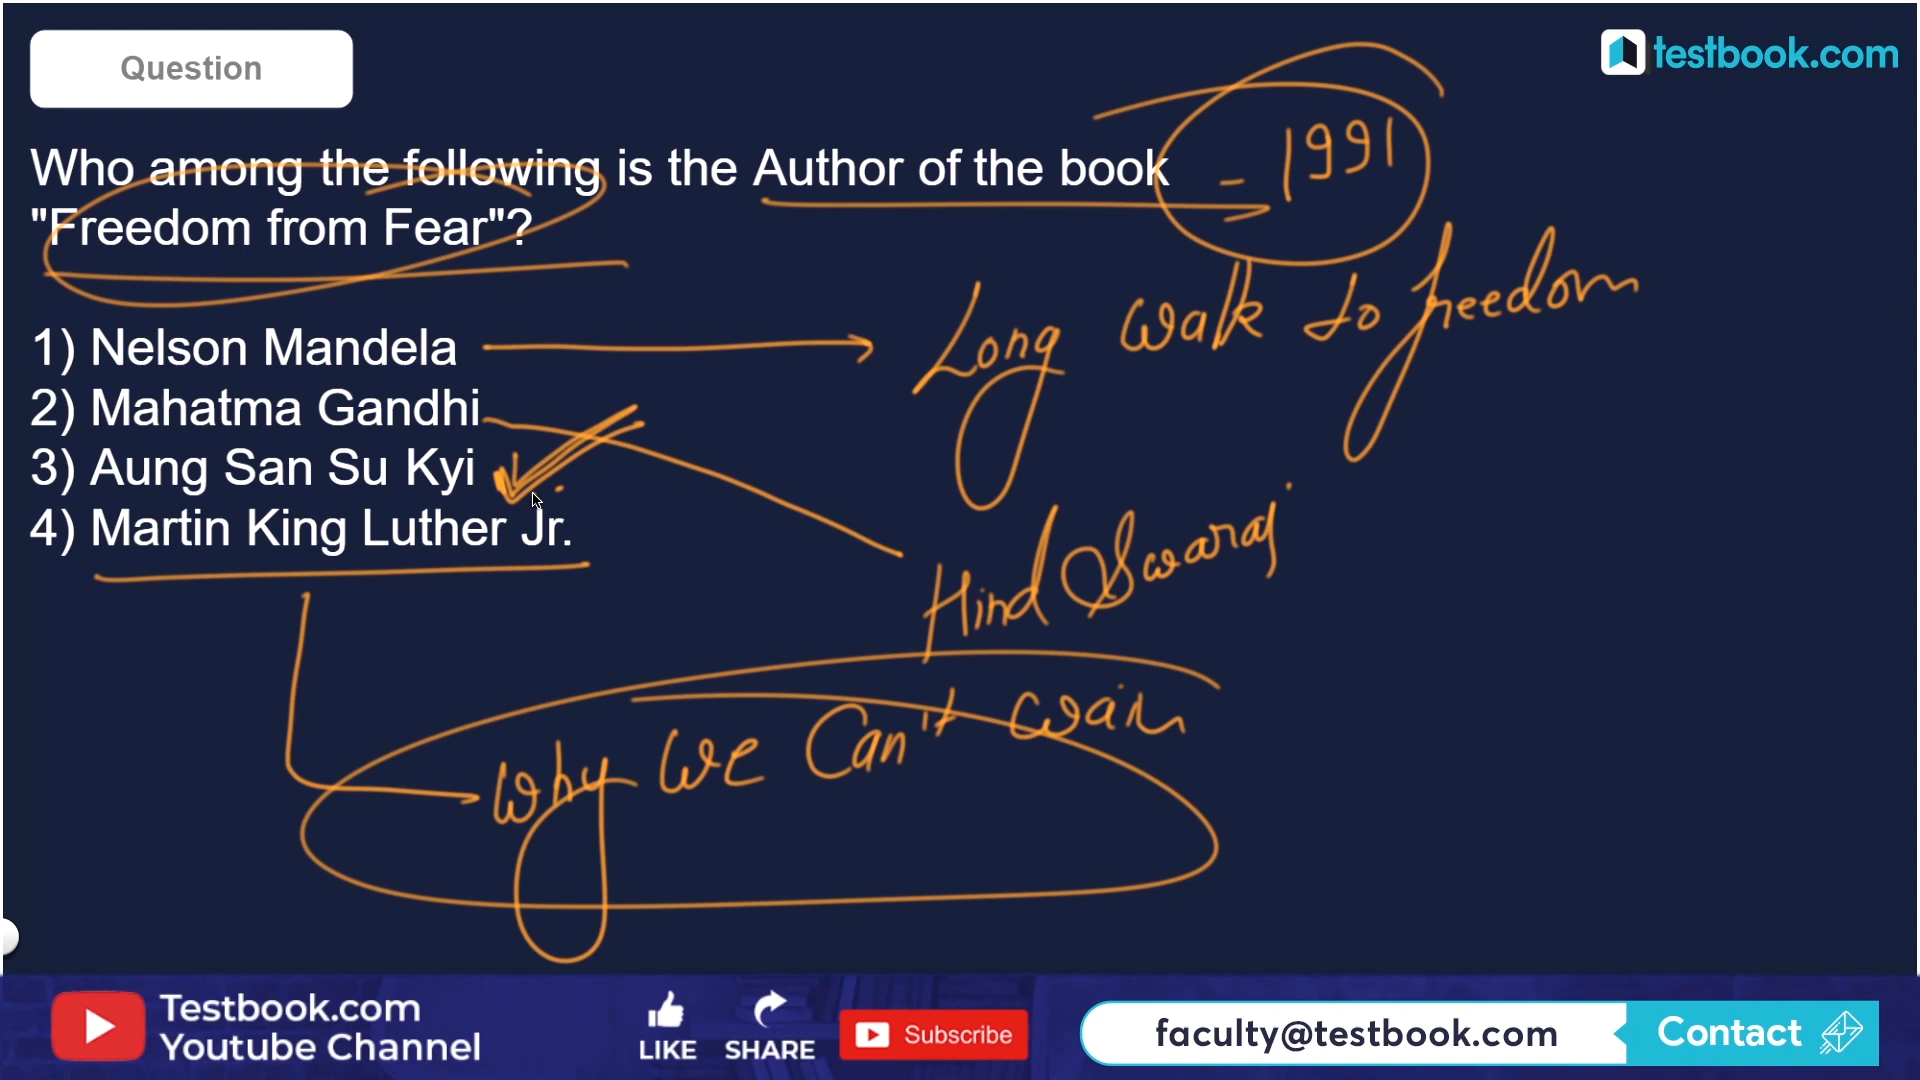 Question
testbook.com
Who among the following is the Author of the book
"Freedom from Fear"?
- 1991
1) Nelson Mandela
Long Walk to freedom
2) Mahatma Gandhi
3) Aung San Su Kyi
4) Martin King Luther Jr.
Hind Swaraj
Why We Can't
Testbook.com
Youtube Channel
LIKE
SHARE
Subscribe
faculty@testbook.com
Contact